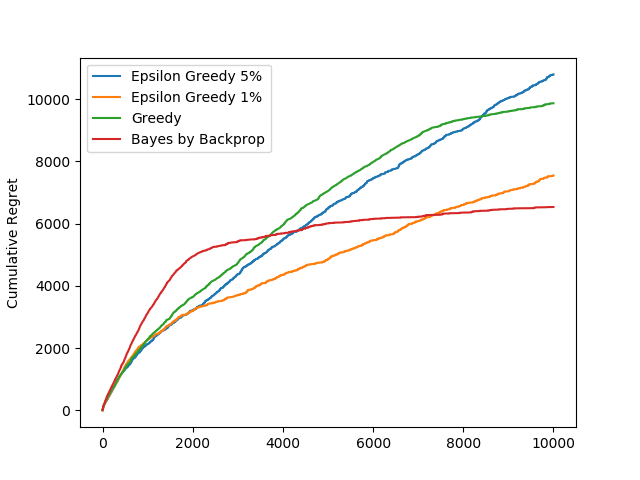 Epsilon Greedy 5%
Epsilon Greedy 1%
Greedy
Bayes by Backprop
Cumulative Regret
10000
8000
6000
4000
2000
0
0 2000 4000 6000 8000 10000